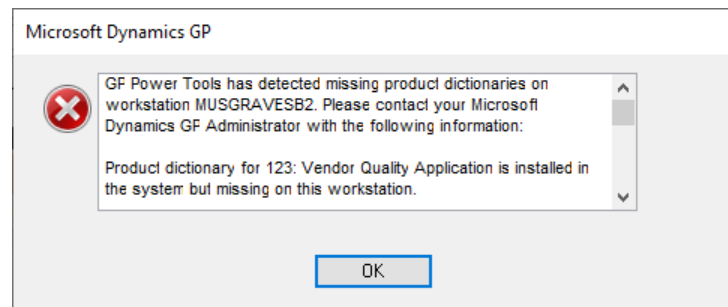 Microsoft Dynamics GP
GP Power Tools has detected missing product dictionaries on
workstation MUSGRAVESB2. Please contact your Microsoft
Dynamics GP Administrator with the following information:
Product dictionary for 123: Vendor Quality Application is installed in
the system but missing on this workstation.
OK